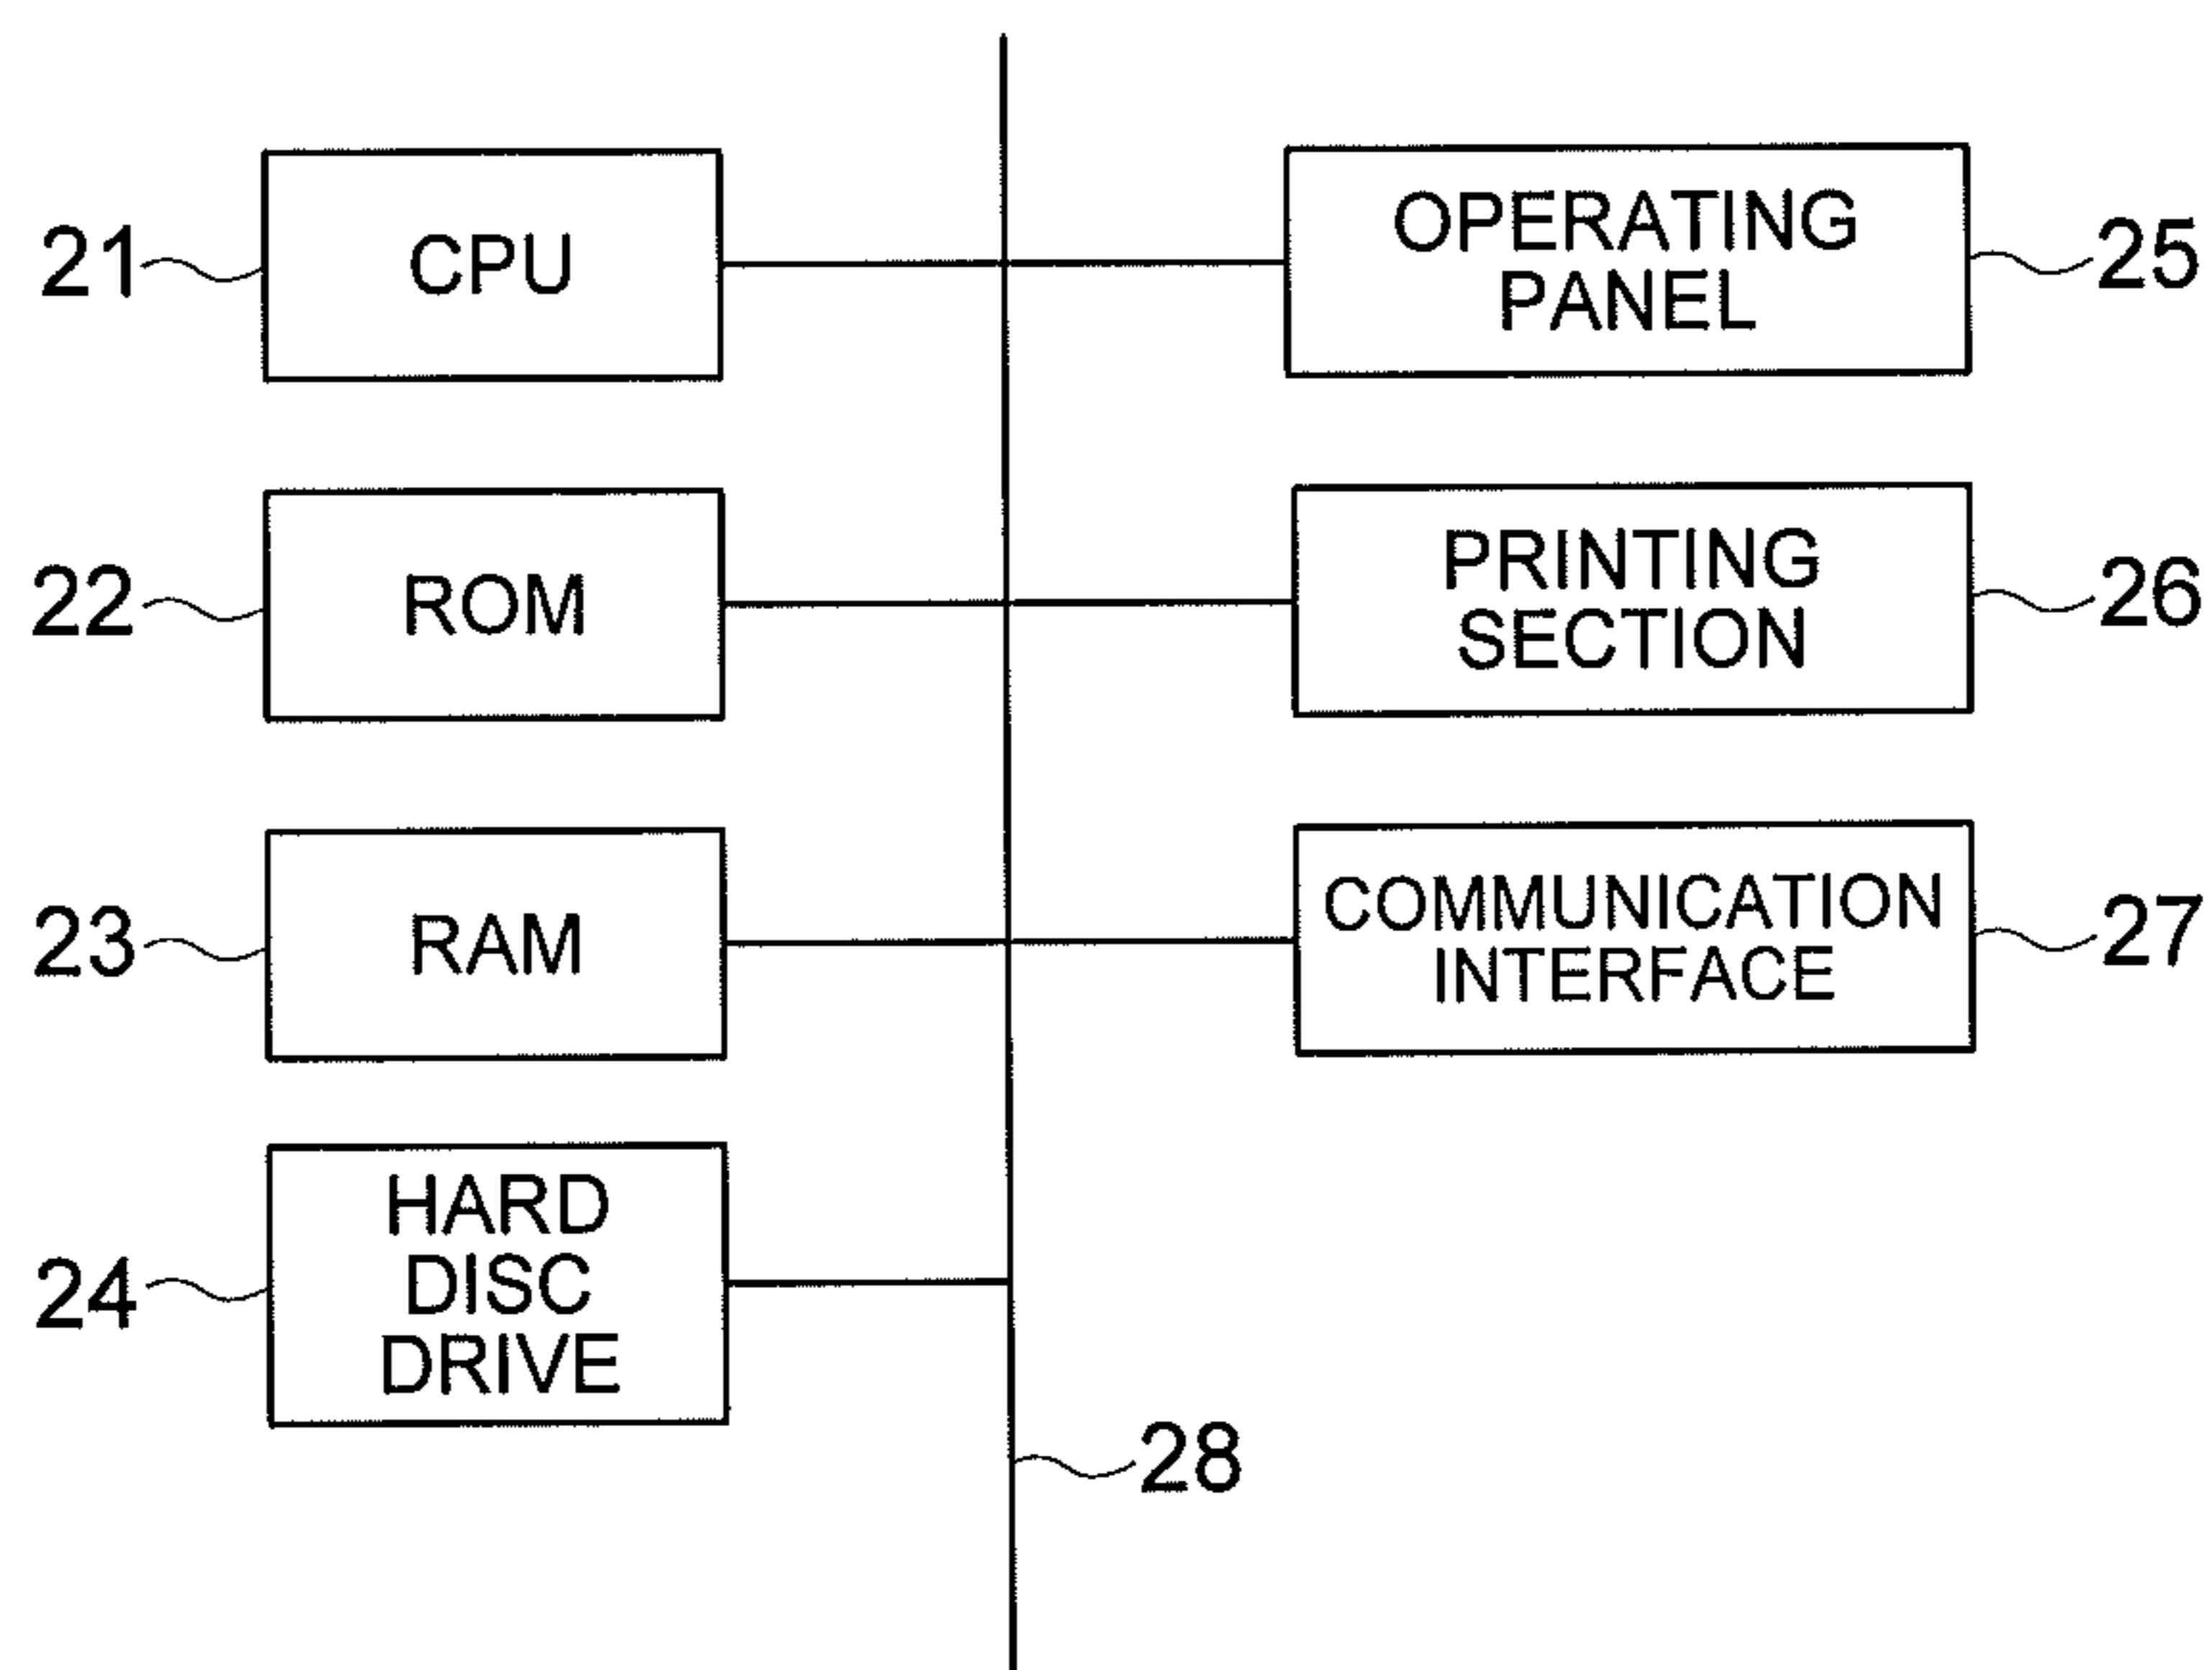 21
CPU
OPERATING
PANEL
25
22
ROM
PRINTING
SECTION
26
23
RAM
COMMUNICATION
INTERFACE
27
24
HARD
DISC
DRIVE
28